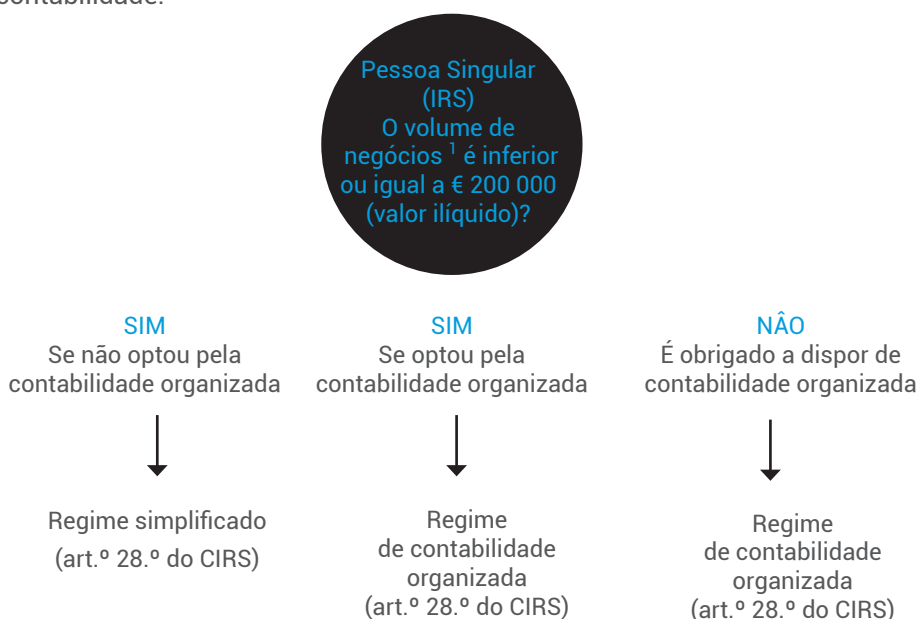 contabilidade.
Pessoa Singular
(IRS)
O volume de
negócios ¹ é inferior
ou igual a € 200 000
(valor ilíquido)?
SIM
Se não optou pela
contabilidade organizada
Regime simplificado
(art.º 28.º do CIRS)
SIM
Se optou pela
contabilidade organizada
Regime
de contabilidade
organizada
(art.º 28.º do CIRS)
NÂO
É obrigado a dispor de
contabilidade organizada
Regime
de contabilidade
organizada
(art.º 28.º do CIRS)